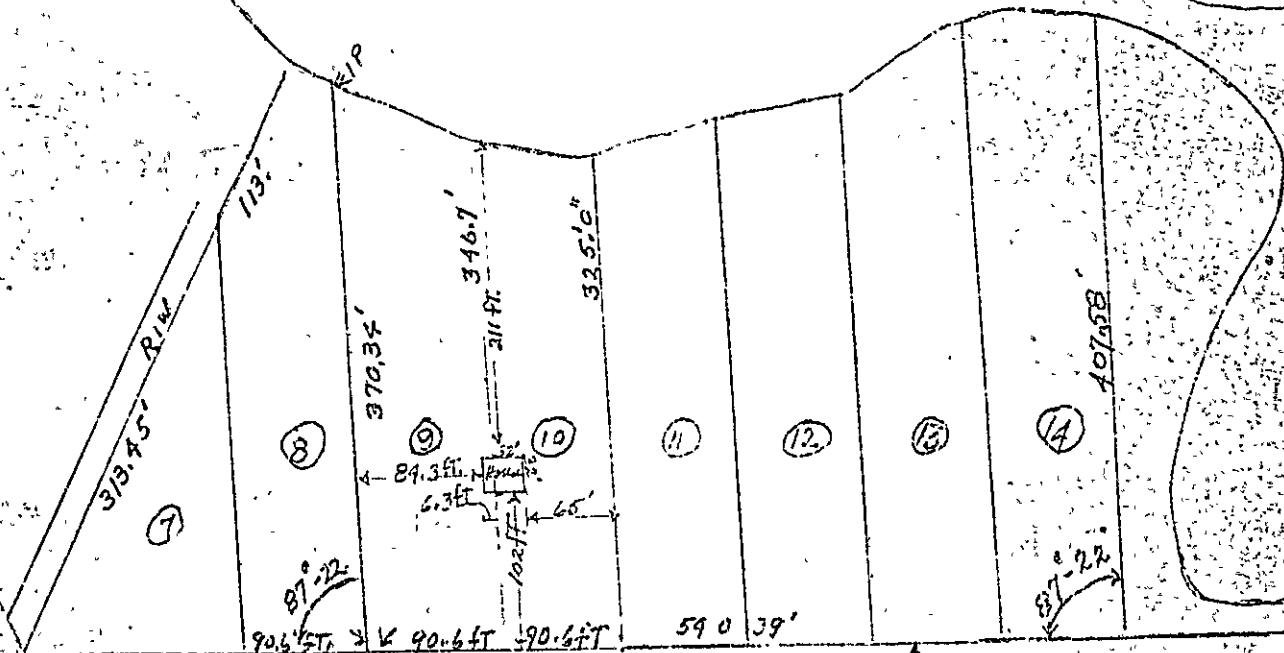 IP
113.'
R/W
313.45'
346.7'
211 ft.
325.'0"
370.34'
407.58'
7
8
9
10
11
12
13
14
84.3 ft.
32'
House
6.3 ft
65'
102 ft
87°-22
87°-22
90.6 FT.
90.6 fT
90.6 fT
590 39'